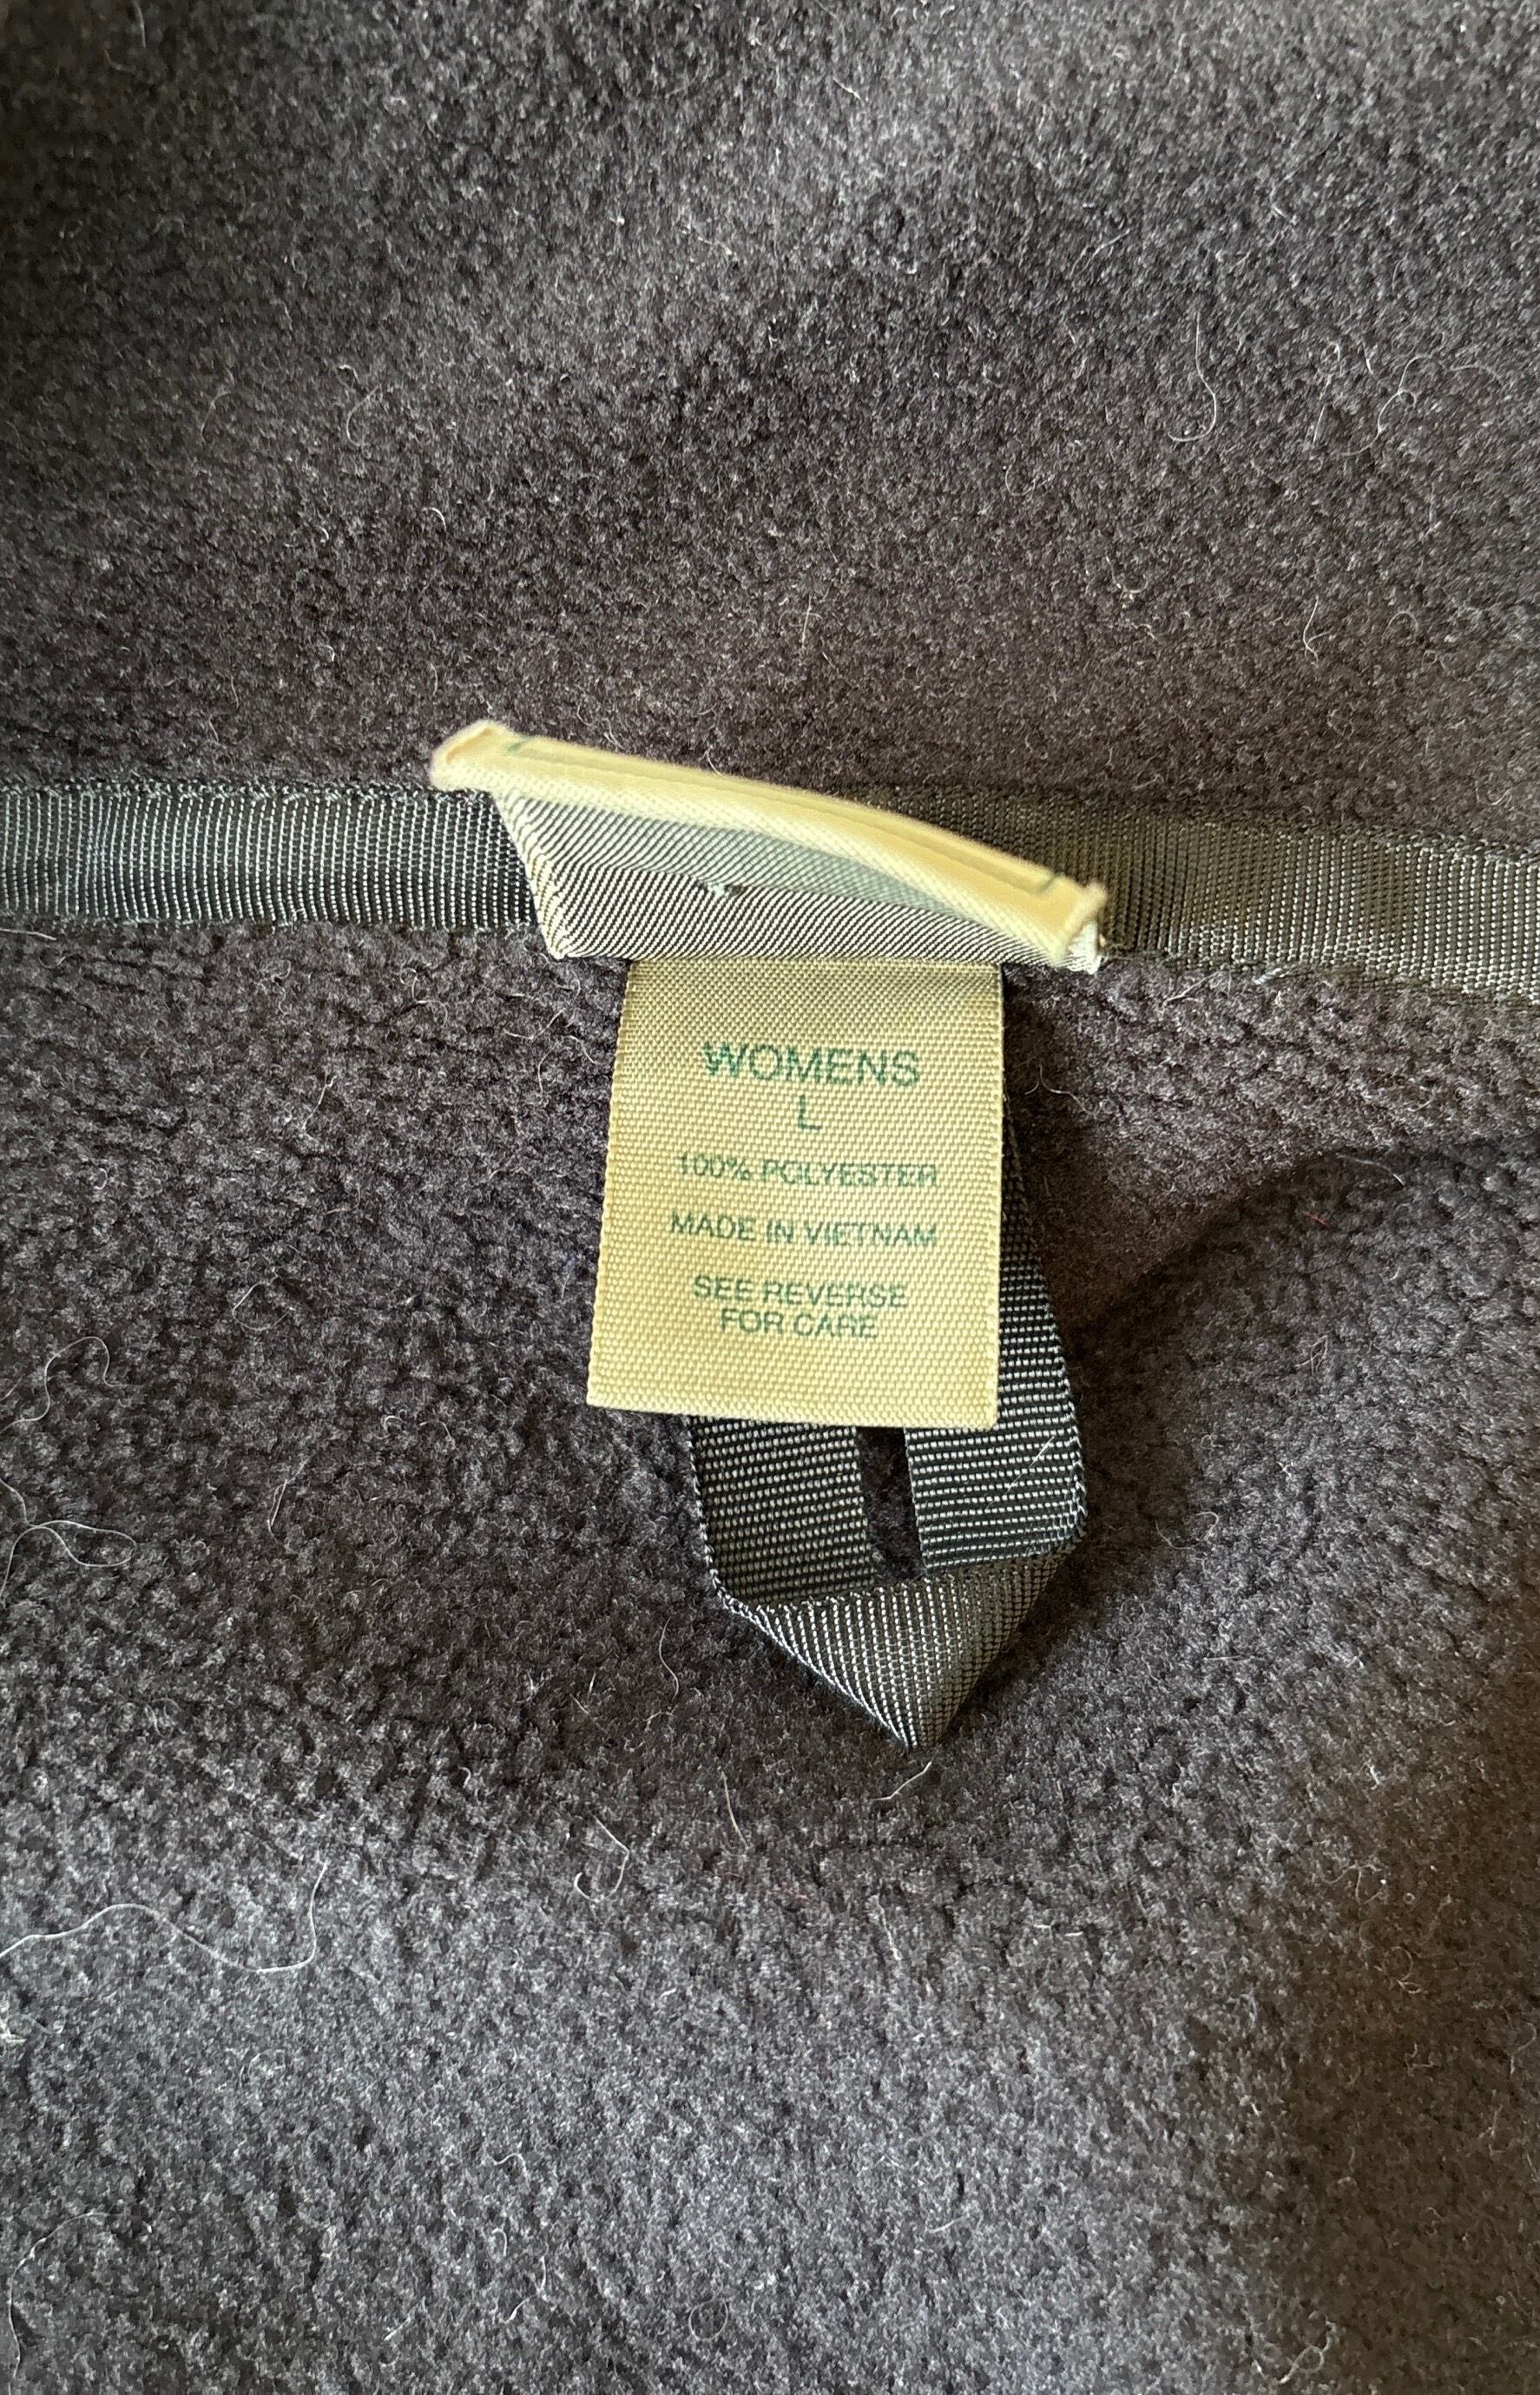 WOMENS
L
100% POLYESTER
MADE IN VIETNAM
SEE REVERSE
FOR CARE